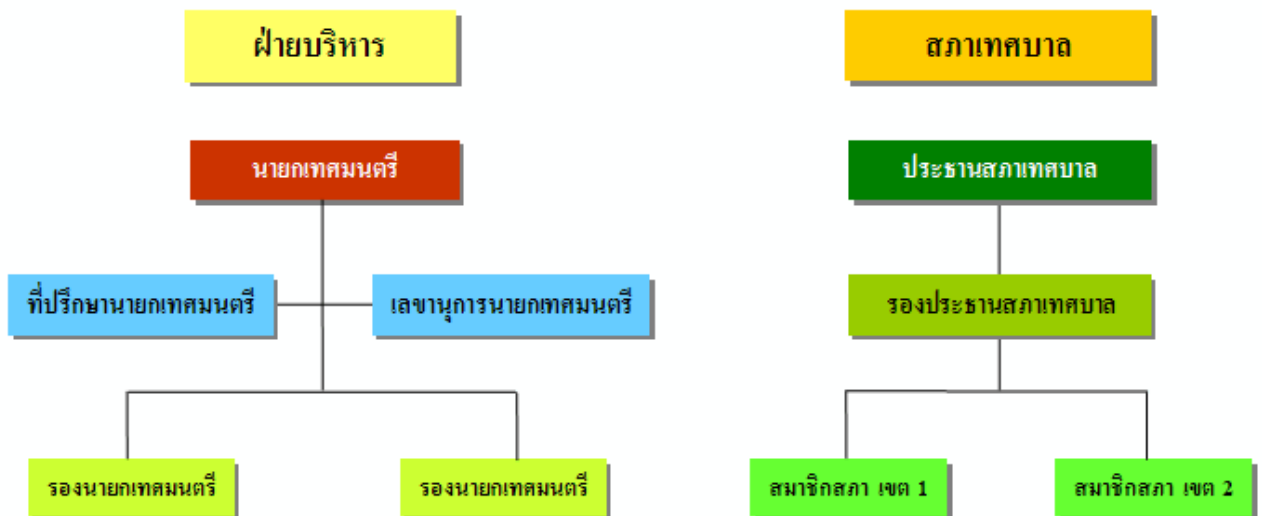 ฝ่ายบริหาร
สภาเทศบาล
นายกเทศมนตรี
ประธานสภาเทศบาล
ที่ปรึกษานายกเทศมนตรี
เลขานุการนายกเทศมนตรี
รองประธานสภาเทศบาล
รองนายกเทศมนตรี
รองนายกเทศมนตรี
สมาชิกสภา เขต 1
สมาชิกสภา เขต 2